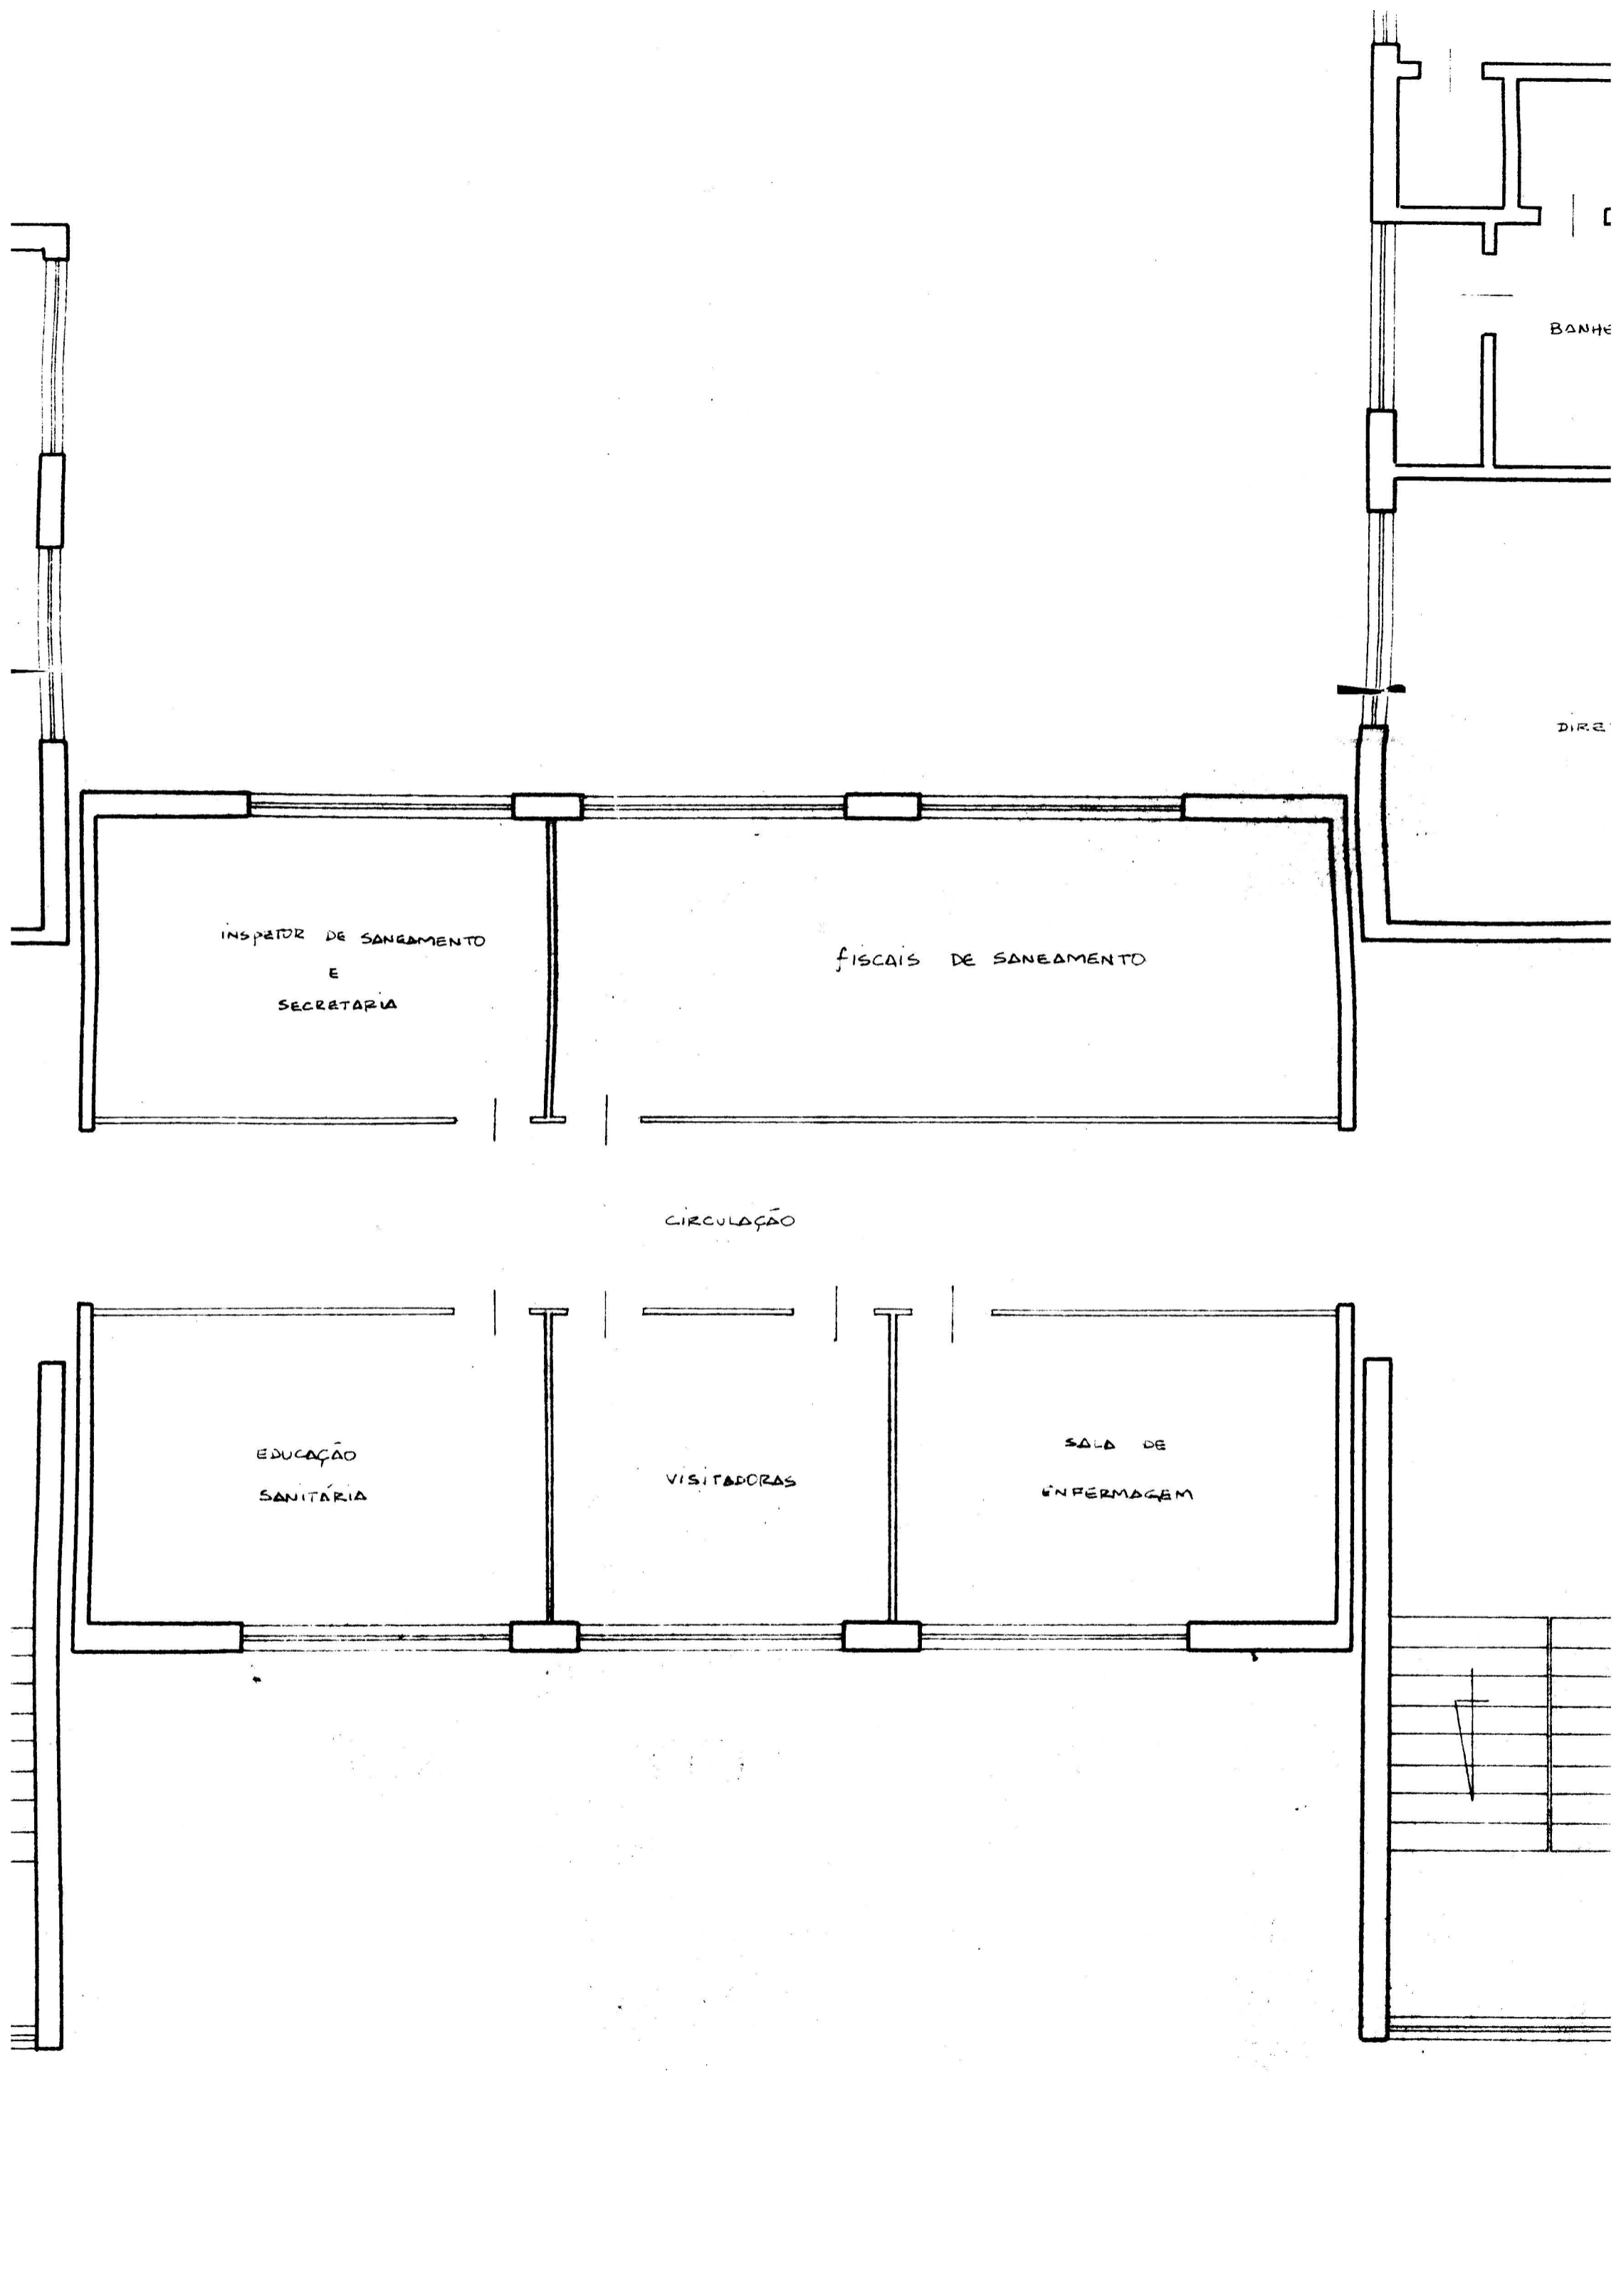 BANHE
DIRE
INSPETOR DE SANEAMENTO
E
SECRETARIA
fISCAIS DE SANEAMENTO
CIRCULAÇÃO
EDUCAÇÃO
SANITÁRIA
VISITADORAS
SALA DE
ENFERMAGEM